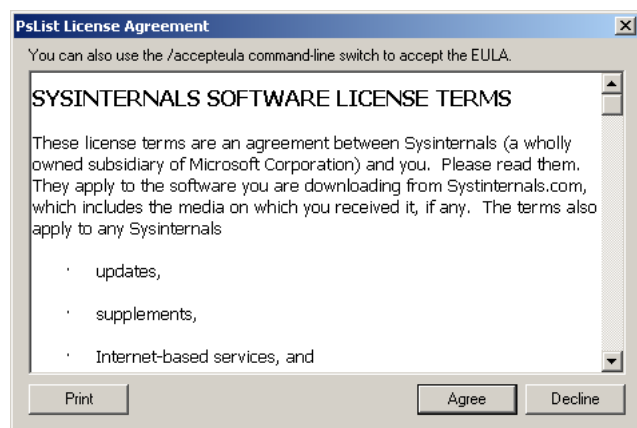 PsList License Agreement
You can also use the /accepteula command-line switch to accept the EULA.
SYSINTERNALS SOFTWARE LICENSE TERMS
These license terms are an agreement between Sysinternals (a wholly
owned subsidiary of Microsoft Corporation) and you.  Please read them.
They apply to the software you are downloading from Systinternals.com,
which includes the media on which you received it, if any.  The terms also
apply to any Sysinternals
· updates,
· supplements,
· Internet-based services, and
Print Agree Decline